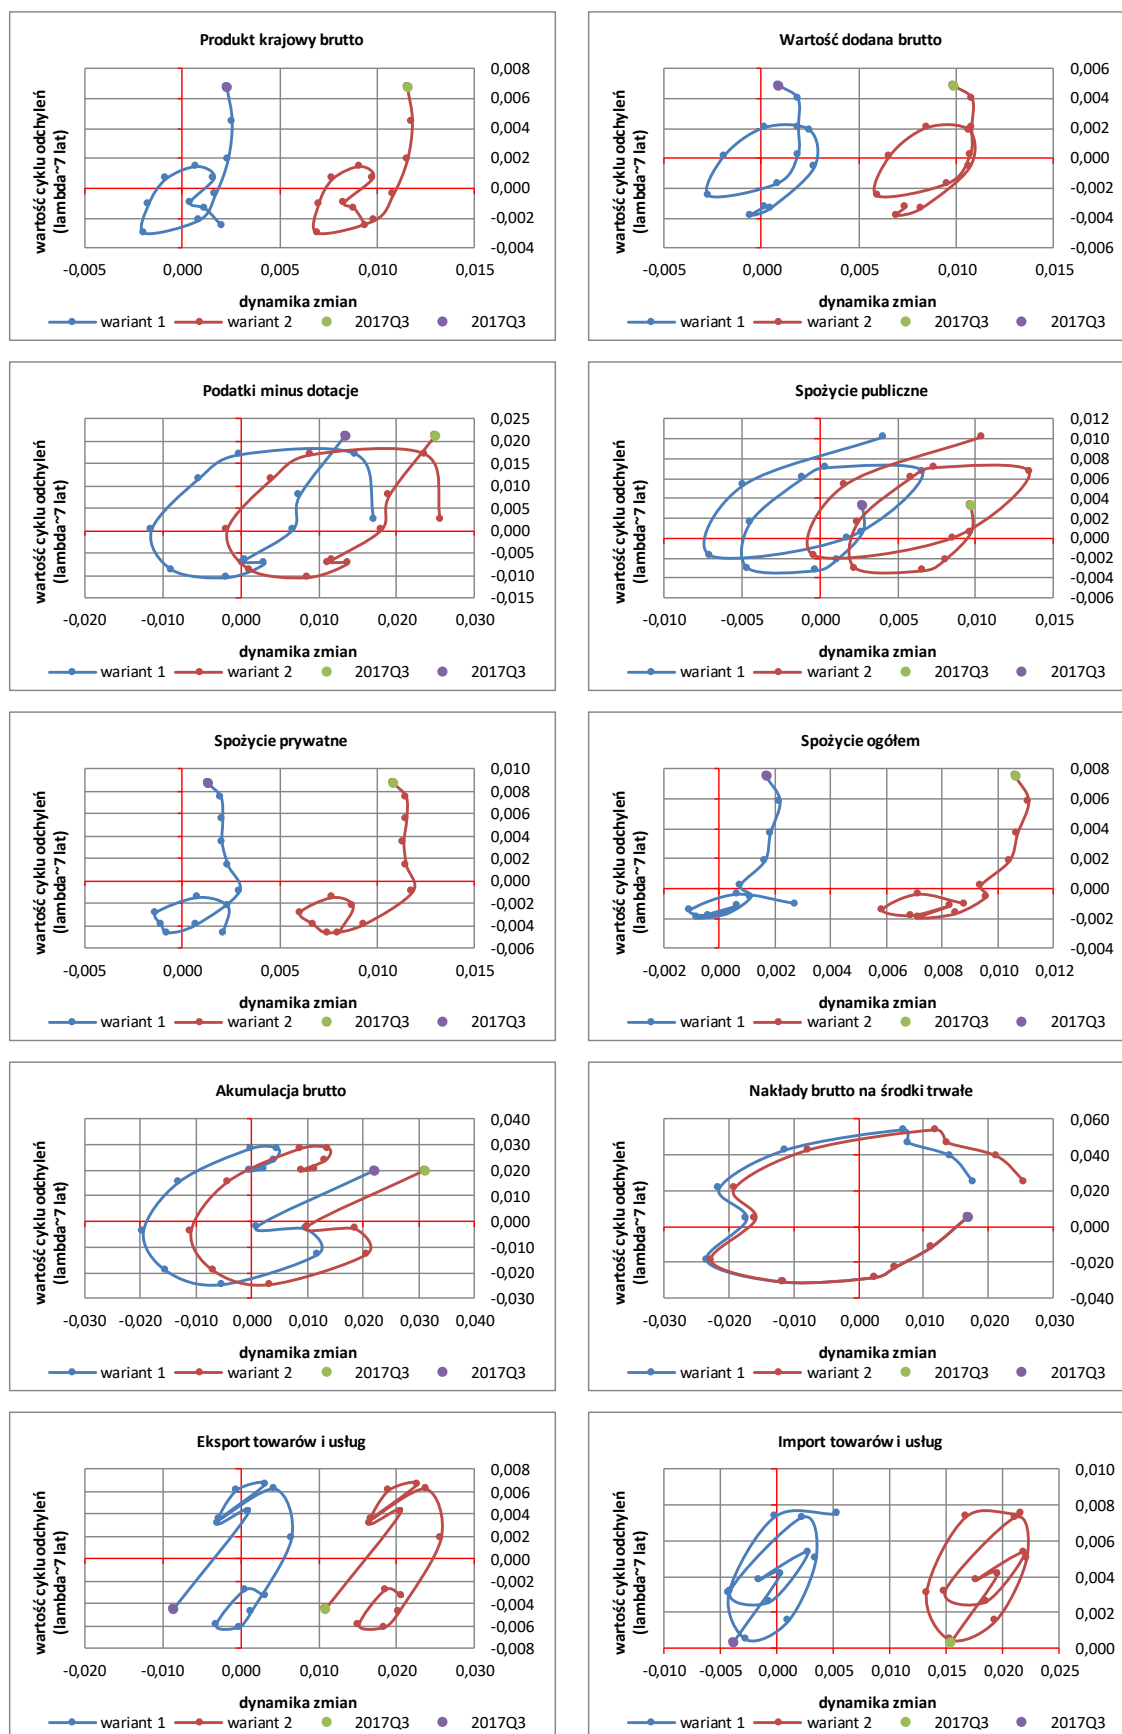 Produkt krajowy brutto
wartość cyklu odchyleń
(lambda~7 lat)
0,008
0,006
0,004
0,002
0,000
-0,002
-0,004
-0,005 0,000 0,005 0,010 0,015
dynamika zmian
wariant 1 wariant 2 2017Q3 2017Q3
Wartość dodana brutto
wartość cyklu odchyleń
(lambda~7 lat)
0,006
0,004
0,002
0,000
-0,002
-0,004
-0,006
-0,005 0,000 0,005 0,010 0,015
dynamika zmian
wariant 1 wariant 2 2017Q3 2017Q3
Podatki minus dotacje
wartość cyklu odchyleń
(lambda~7 lat)
0,025
0,020
0,015
0,010
0,005
0,000
-0,005
-0,010
-0,015
-0,020 -0,010 0,000 0,010 0,020 0,030
dynamika zmian
wariant 1 wariant 2 2017Q3 2017Q3
Spożycie publiczne
wartość cyklu odchyleń
(lambda~7 lat)
0,012
0,010
0,008
0,006
0,004
0,002
0,000
-0,002
-0,004
-0,006
-0,010 -0,005 0,000 0,005 0,010 0,015
dynamika zmian
wariant 1 wariant 2 2017Q3 2017Q3
Spożycie prywatne
wartość cyklu odchyleń
(lambda~7 lat)
0,010
0,008
0,006
0,004
0,002
0,000
-0,002
-0,004
-0,006
-0,005 0,000 0,005 0,010 0,015
dynamika zmian
wariant 1 wariant 2 2017Q3 2017Q3
Spożycie ogółem
wartość cyklu odchyleń
(lambda~7 lat)
0,008
0,006
0,004
0,002
0,000
-0,002
-0,004
-0,002 0,000 0,002 0,004 0,006 0,008 0,010 0,012
dynamika zmian
wariant 1 wariant 2 2017Q3 2017Q3
Akumulacja brutto
wartość cyklu odchyleń
(lambda~7 lat)
0,040
0,030
0,020
0,010
0,000
-0,010
-0,020
-0,030
-0,030 -0,020 -0,010 0,000 0,010 0,020 0,030 0,040
dynamika zmian
wariant 1 wariant 2 2017Q3 2017Q3
Nakłady brutto na środki trwałe
wartość cyklu odchyleń
(lambda~7 lat)
0,060
0,040
0,020
0,000
-0,020
-0,040
-0,030 -0,020 -0,010 0,000 0,010 0,020 0,030
dynamika zmian
wariant 1 wariant 2 2017Q3 2017Q3
Eksport towarów i usług
wartość cyklu odchyleń
(lambda~7 lat)
0,008
0,006
0,004
0,002
0,000
-0,002
-0,004
-0,006
-0,008
-0,020 -0,010 0,000 0,010 0,020 0,030
dynamika zmian
wariant 1 wariant 2 2017Q3 2017Q3
Import towarów i usług
wartość cyklu odchyleń
(lambda~7 lat)
0,010
0,008
0,006
0,004
0,002
0,000
-0,010 -0,005 0,000 0,005 0,010 0,015 0,020 0,025
dynamika zmian
wariant 1 wariant 2 2017Q3 2017Q3